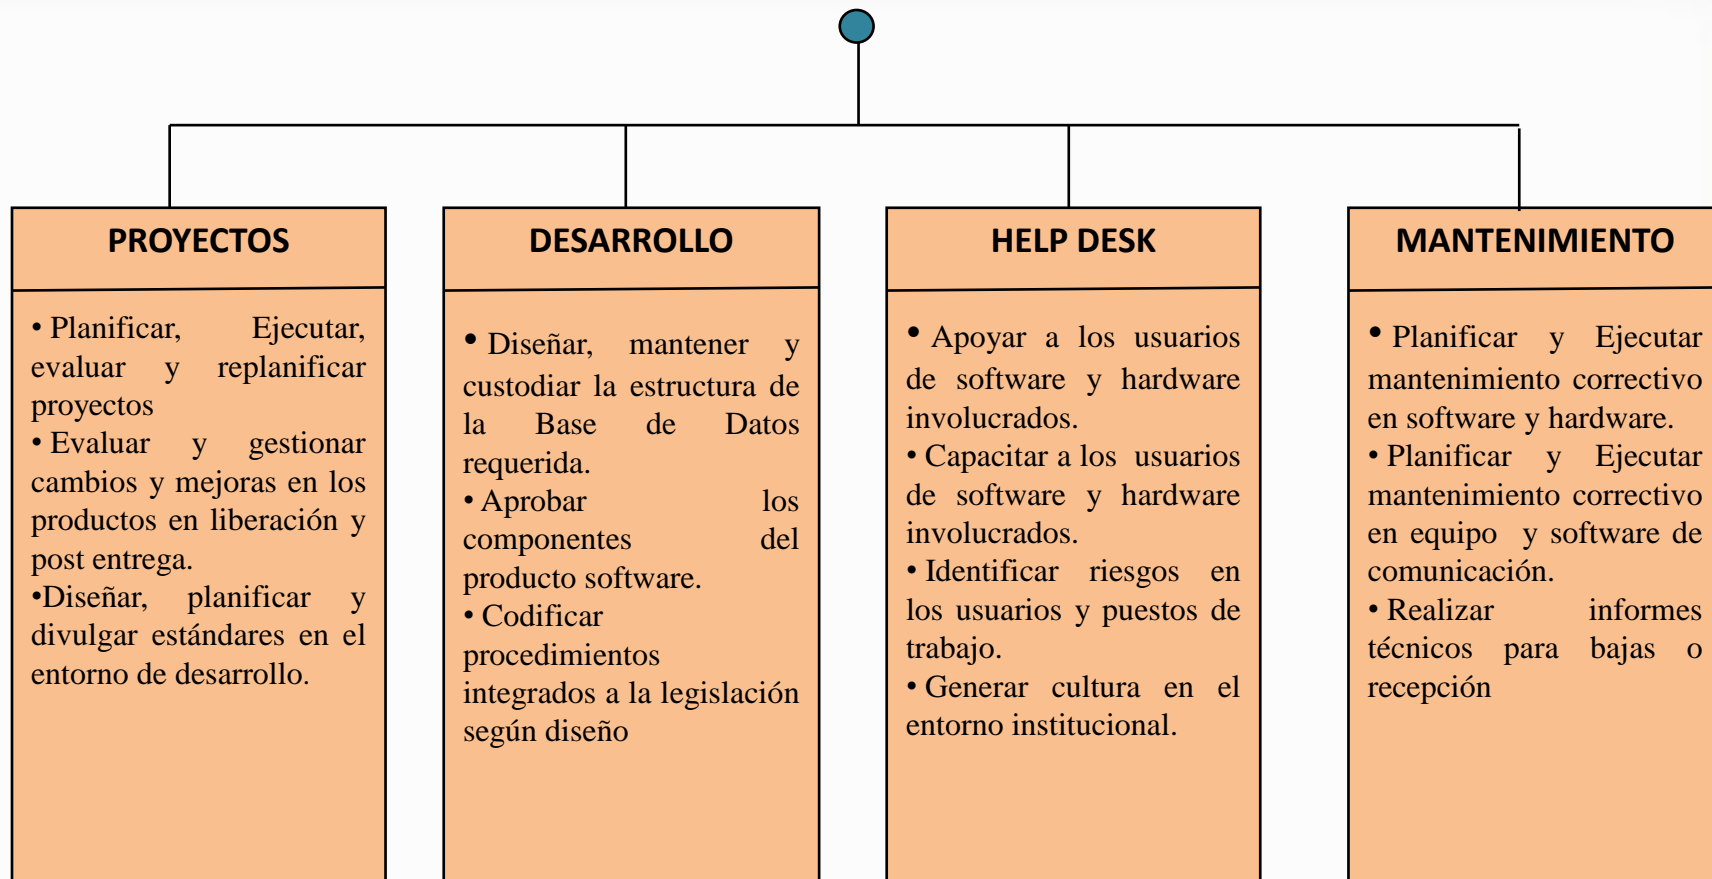 PROYECTOS
• Planificar, Ejecutar,
evaluar y replanificar
proyectos
• Evaluar y gestionar
cambios y mejoras en los
productos en liberación y
post entrega.
•Diseñar, planificar y
divulgar estándares en el
entorno de desarrollo.
DESARROLLO
• Diseñar, mantener y
custodiar la estructura de
la Base de Datos
requerida.
• Aprobar los
componentes del
producto software.
• Codificar
procedimientos
integrados a la legislación
según diseño
HELP DESK
• Apoyar a los usuarios
de software y hardware
involucrados.
• Capacitar a los usuarios
de software y hardware
involucrados.
• Identificar riesgos en
los usuarios y puestos de
trabajo.
• Generar cultura en el
entorno institucional.
MANTENIMIENTO
• Planificar y Ejecutar
mantenimiento correctivo
en software y hardware.
• Planificar y Ejecutar
mantenimiento correctivo
en equipo y software de
comunicación.
• Realizar informes
técnicos para bajas o
recepción